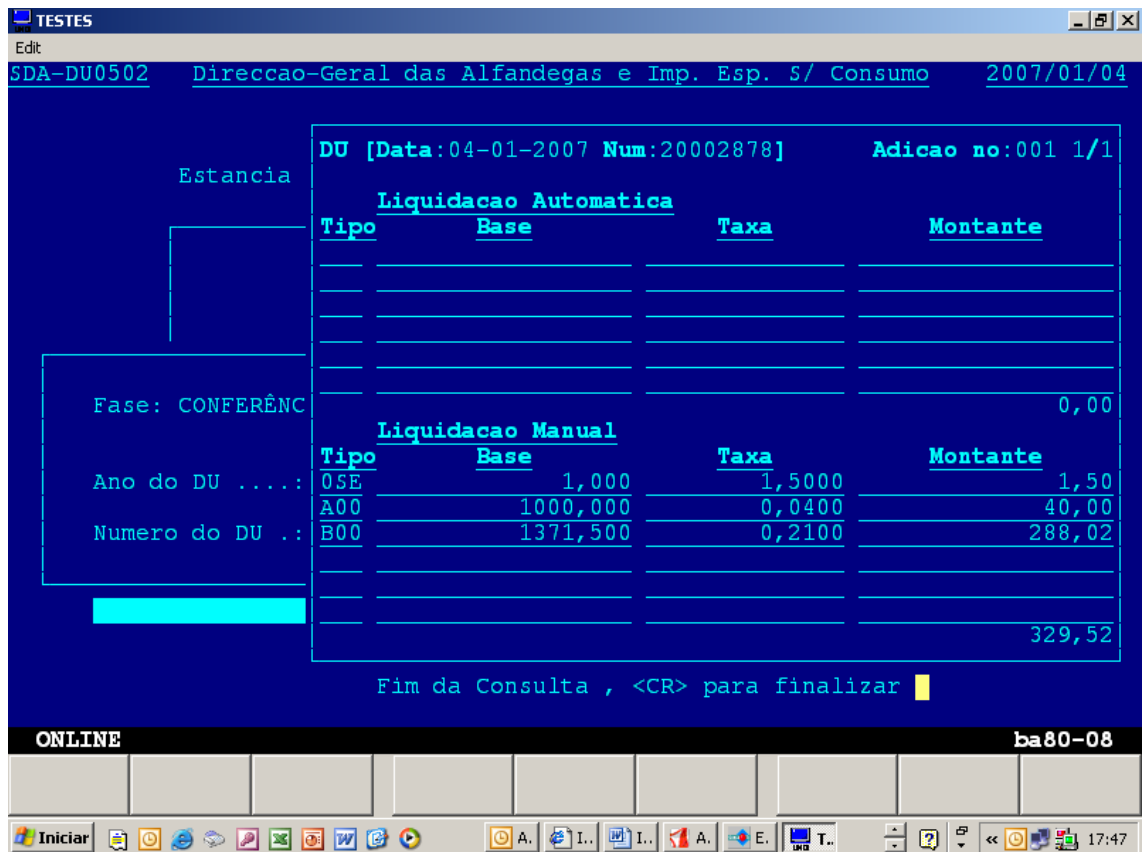 TESTES
Edit
SDA-DU0502 Direccao-Geral das Alfandegas e Imp. Esp. S/ Consumo 2007/01/04
DU [Data:04-01-2007 Num:20002878] Adicao no:001 1/1
Estancia
Liquidacao Automatica
Tipo Base Taxa Montante
Fase: CONFERÊNC 0,00
Liquidacao Manual
Tipo Base Taxa Montante
Ano do DU ....: 0SE 1,000 1,5000 1,50
A00 1000,000 0,0400 40,00
Numero do DU .: B00 1371,500 0,2100 288,02
329,52
Fim da Consulta , <CR> para finalizar
ONLINE ba80-08
Iniciar A. I.. I.. A. E. T.. 17:47